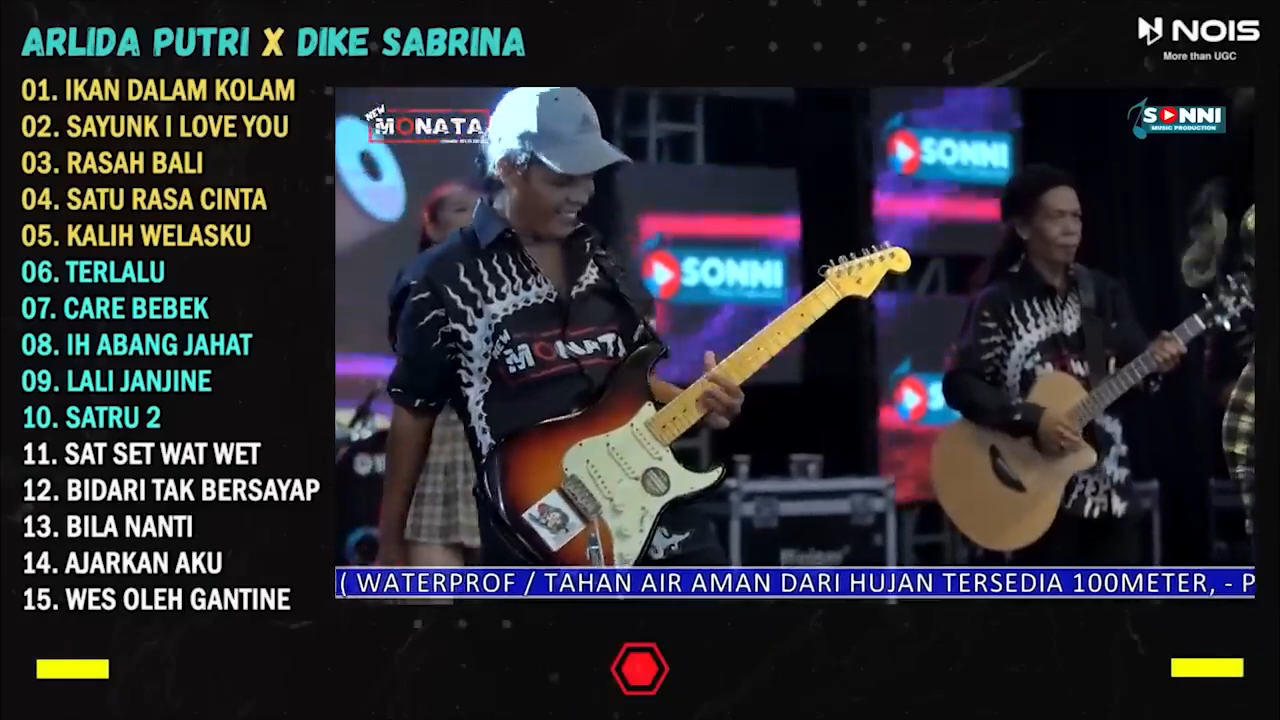 ARLIDA PUTRI X DIKE SABRINA
NOIS
More than UGC
01. IKAN DALAM KOLAM
02. SAYUNK I LOVE YOU
03. RASAH BALI
04. SATU RASA CINTA
05. KALIH WELASKU
06. TERLALU
07. CARE BEBEK
08. IH ABANG JAHAT
09. LALI JANJINE
10. SATRU 2
11. SAT SET WAT WET
12. BIDARI TAK BERSAYAP
13. BILA NANTI
14. AJARKAN AKU
15. WES OLEH GANTINE
NEW
MONATA
SONNI
MUSIC PRODUCTION
SONNI
SONNI
NEW
MONATA
( WATERPROF / TAHAN AIR AMAN DARI HUJAN TERSEDIA 100METER, - P